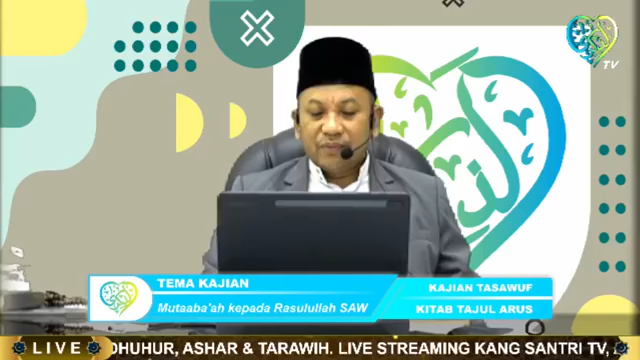 TV
TEMA KAJIAN
Mutaaba'ah kepada Rasulullah SAW
KAJIAN TASAWUF
KITAB TAJUL ARUS
LIVE
DHUHUR, ASHAR & TARAWIH. LIVE STREAMING KANG SANTRI TV,